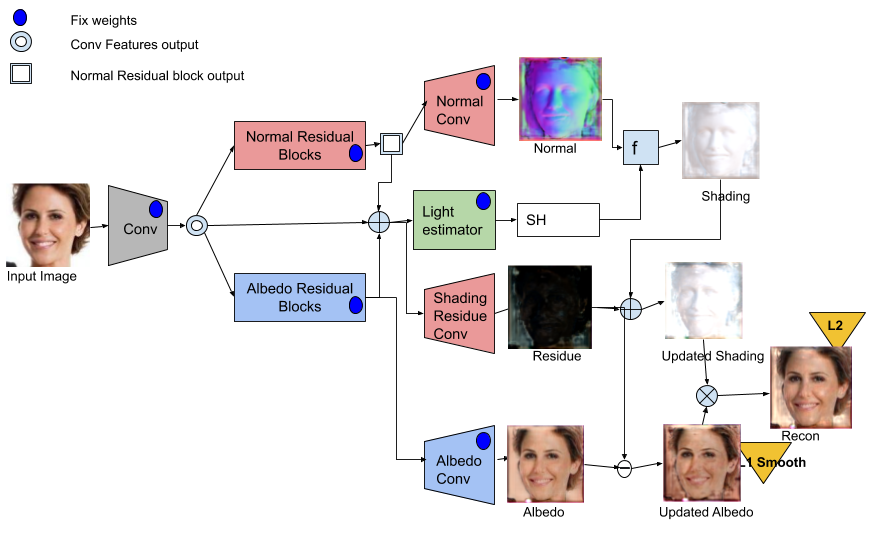 Fix weights
Conv Features output
Normal Residual block output
Normal
Conv
Normal
Normal Residual
Blocks
f
Shading
Conv
Input Image
Light
estimator
SH
Albedo Residual
Blocks
Shading
Residue
Conv
Residue
Updated Shading
L2
Recon
Albedo
Conv
Albedo
L1 Smooth
Updated Albedo